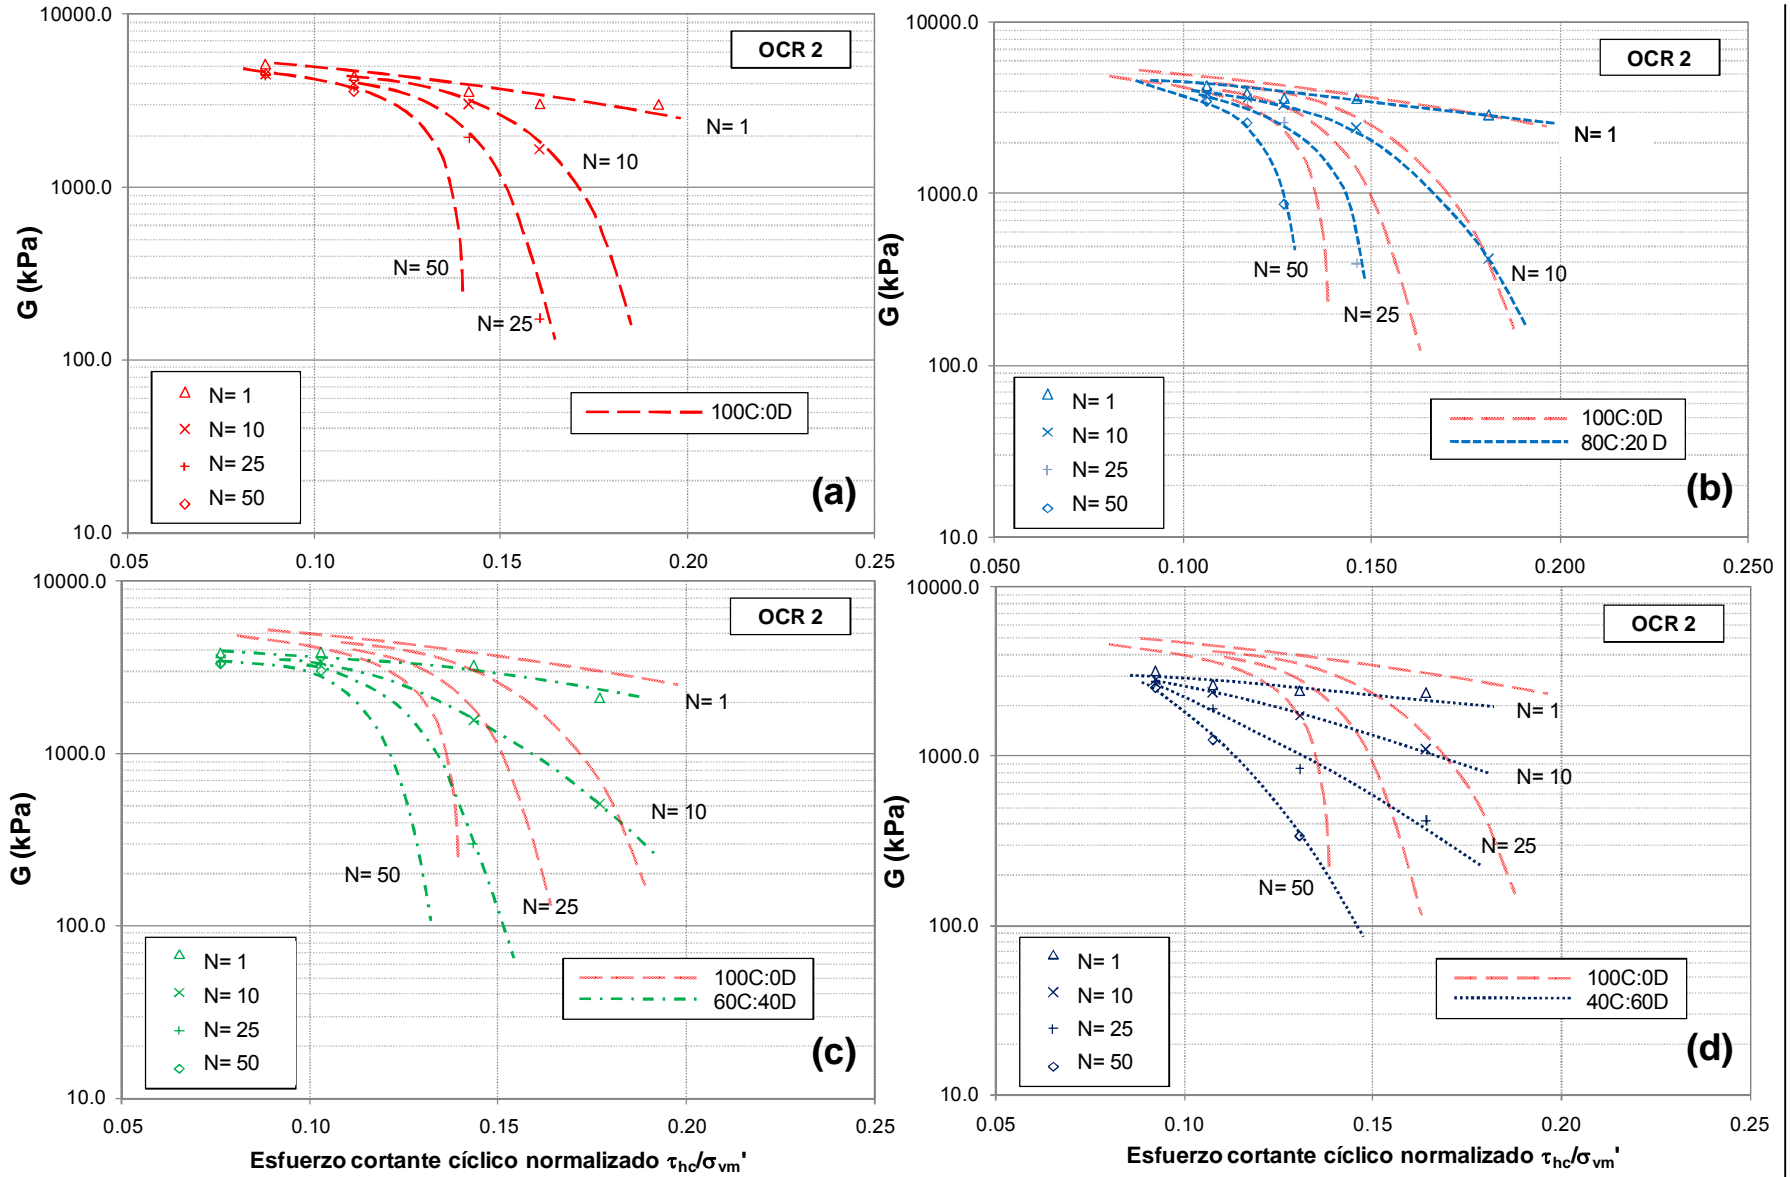 10000.0
1000.0
100.0
10.0
G (kPa)
OCR 2
N= 1
N= 10
N= 50
N= 25
N= 1
N= 10
N= 25
N= 50
100C:0D
(a)
0.05
0.10
0.15
0.20
0.25
10000.0
1000.0
100.0
10.0
G (kPa)
OCR 2
N= 1
N= 50
N= 10
N= 25
N= 1
N= 10
N= 25
N= 50
100C:0D
80C:20 D
(b)
0.050
0.100
0.150
0.200
0.250
10000.0
1000.0
100.0
10.0
G (kPa)
OCR 2
N= 1
N= 10
N= 50
N= 25
N= 1
N= 10
N= 25
N= 50
100C:0D
60C:40D
(c)
0.05
0.10
0.15
0.20
0.25
Esfuerzo cortante cíclico normalizado τhc/σvm'
10000.0
1000.0
100.0
10.0
G (kPa)
OCR 2
N= 1
N= 10
N= 25
N= 50
N= 1
N= 10
N= 25
N= 50
100C:0D
40C:60D
(d)
0.05
0.10
0.15
0.20
0.25
Esfuerzo cortante cíclico normalizado τhc/σvm'